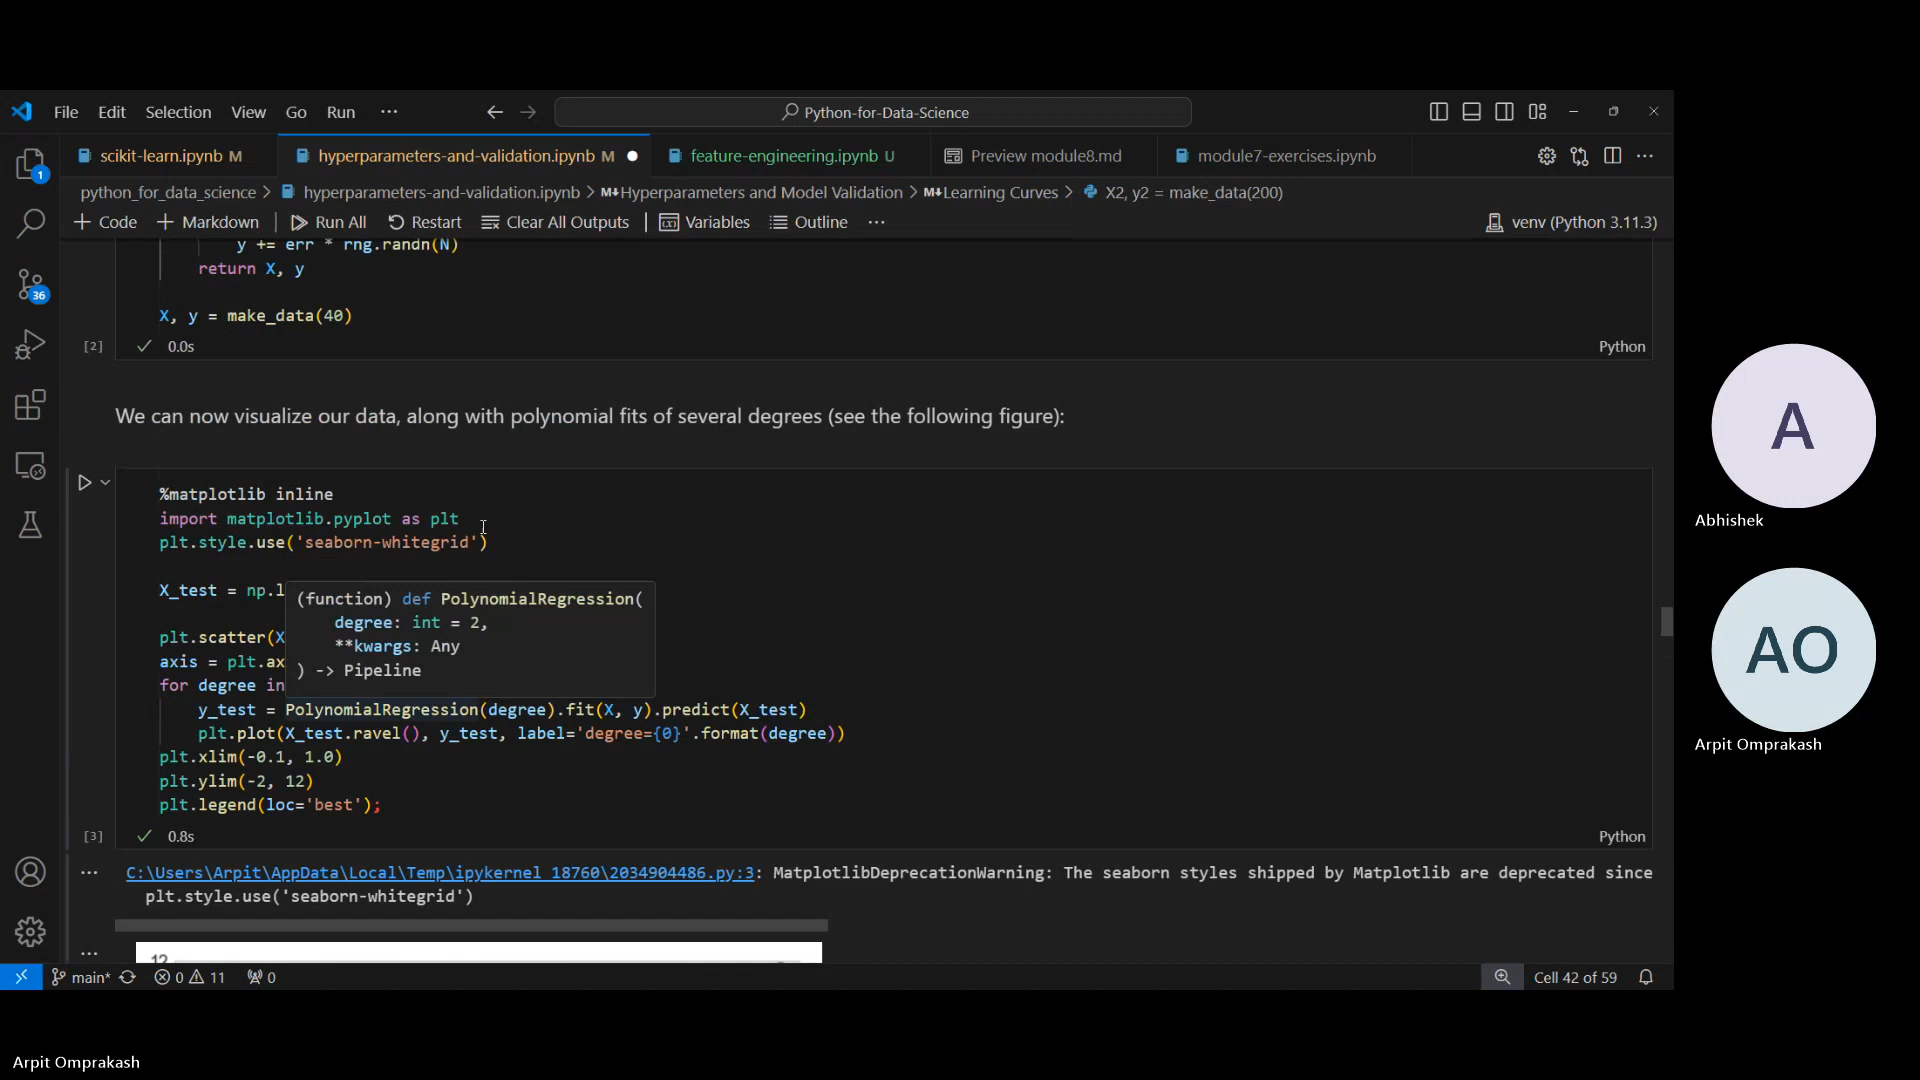 File Edit Selection View Go Run ··· Python-for-Data-Science
scikit-learn.ipynb M hyperparameters-and-validation.ipynb M feature-engineering.ipynb U Preview module8.md module7-exercises.ipynb
python_for_data_science > hyperparameters-and-validation.ipynb > M↓Hyperparameters and Model Validation > M↓Learning Curves > X2, y2 = make_data(200)
+ Code + Markdown Run All Restart Clear All Outputs Variables Outline ··· venv (Python 3.11.3)
y += err * rng.randn(N)
return X, y
X, y = make_data(40)
[2] 0.0s Python
We can now visualize our data, along with polynomial fits of several degrees (see the following figure):
%matplotlib inline
import matplotlib.pyplot as plt
plt.style.use('seaborn-whitegrid')
X_test = np.l
(function) def PolynomialRegression(
degree: int = 2,
**kwargs: Any
) -> Pipeline
plt.scatter(X
axis = plt.ax
for degree in
y_test = PolynomialRegression(degree).fit(X, y).predict(X_test)
plt.plot(X_test.ravel(), y_test, label='degree={0}'.format(degree))
plt.xlim(-0.1, 1.0)
plt.ylim(-2, 12)
plt.legend(loc='best');
[3] 0.8s Python
C:\Users\Arpit\AppData\Local\Temp\ipykernel_18760\2034904486.py:3: MatplotlibDeprecationWarning: The seaborn styles shipped by Matplotlib are deprecated since
plt.style.use('seaborn-whitegrid')
12
main* 0 11 0 Cell 42 of 59
1
36
A
Abhishek
AO
Arpit Omprakash
Arpit Omprakash